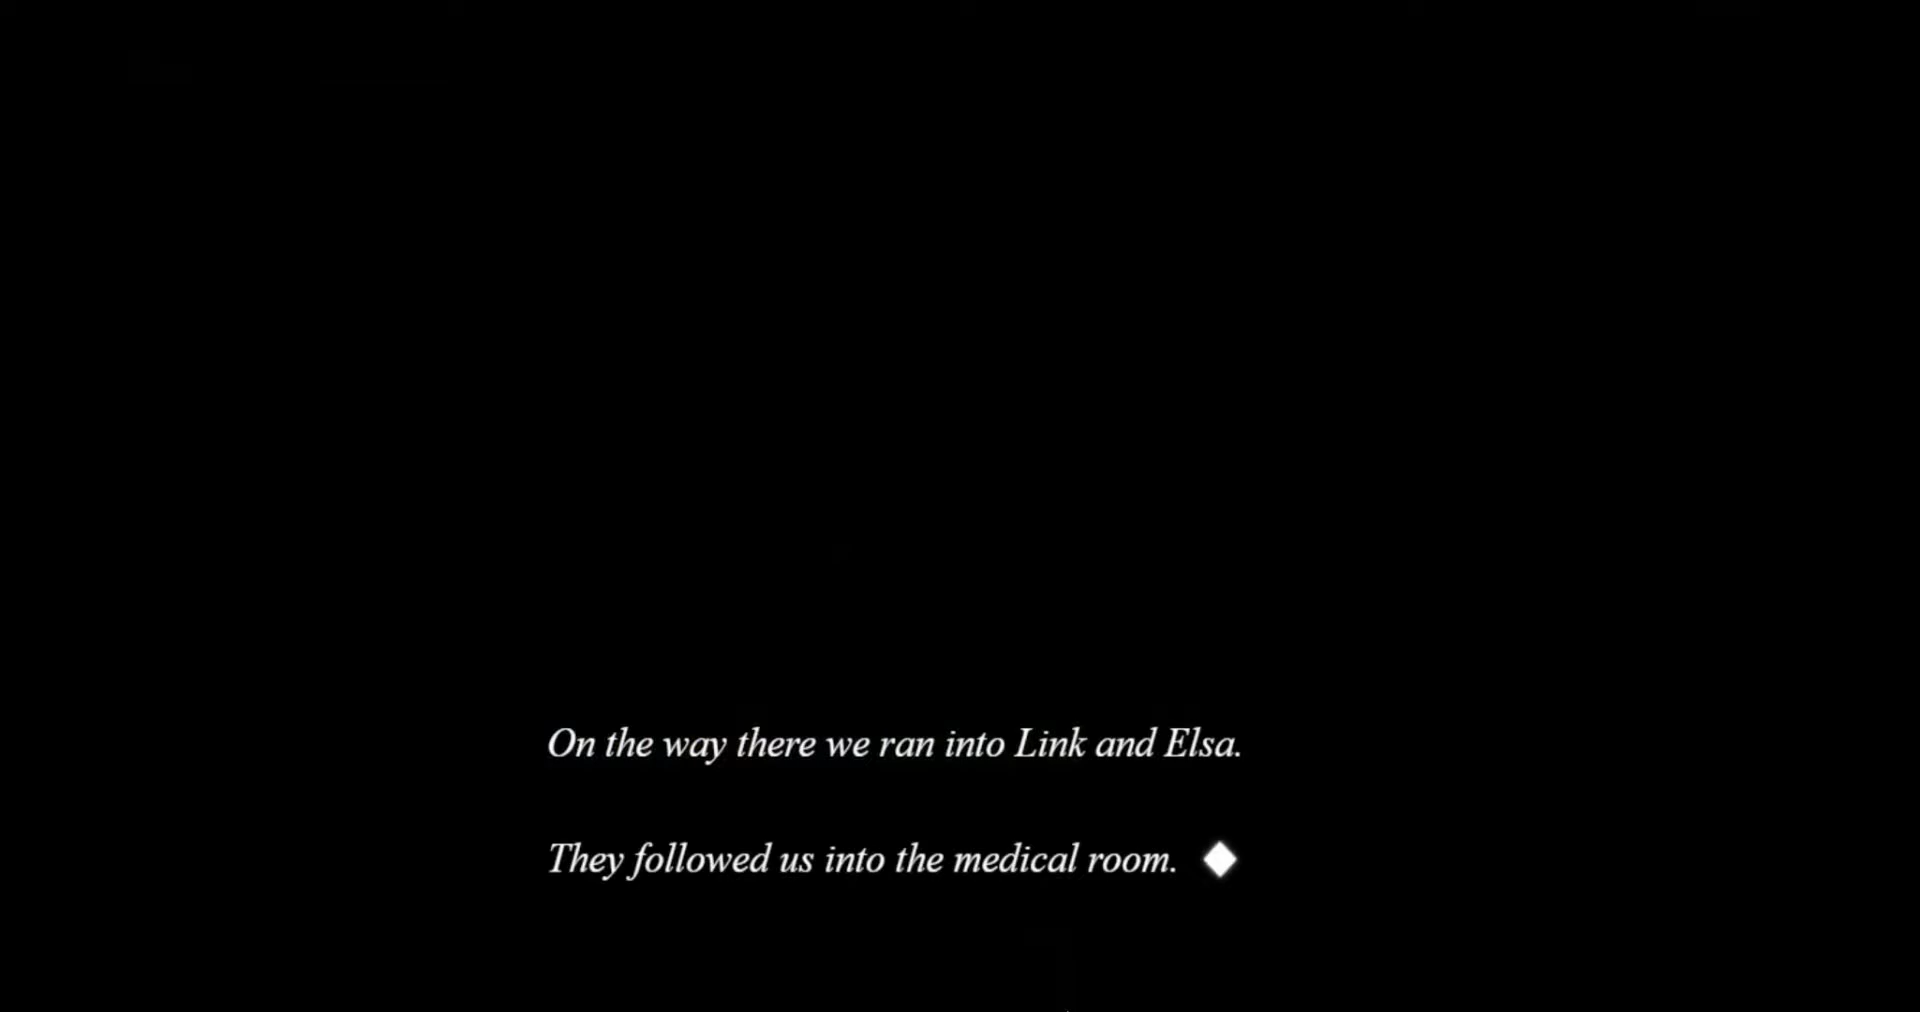 On the way there we ran into Link and Elsa.
They followed us into the medical room.